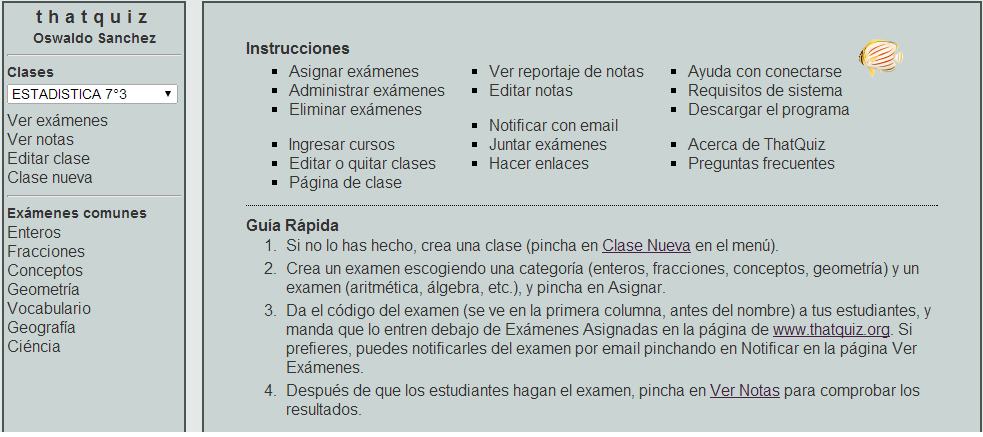 thatquiz
Oswaldo Sanchez
Clases
ESTADISTICA 7°3
Ver exámenes
Ver notas
Editar clase
Clase nueva
Exámenes comunes
Enteros
Fracciones
Conceptos
Geometría
Vocabulario
Geografía
Ciéncia
Instrucciones
Asignar exámenes
Administrar exámenes
Eliminar exámenes
Ingresar cursos
Editar o quitar clases
Página de clase
Ver reportaje de notas
Editar notas
Notificar con email
Juntar exámenes
Hacer enlaces
Ayuda con conectarse
Requisitos de sistema
Descargar el programa
Acerca de ThatQuiz
Preguntas frecuentes
Guía Rápida
1. Si no lo has hecho, crea una clase (pincha en Clase Nueva en el menú).
2. Crea un examen escogiendo una categoría (enteros, fracciones, conceptos, geometría) y un
examen (aritmética, álgebra, etc.), y pincha en Asignar.
3. Da el código del examen (se ve en la primera columna, antes del nombre) a tus estudiantes, y
manda que lo entren debajo de Exámenes Asignadas en la página de www.thatquiz.org. Si
prefieres, puedes notificarles del examen por email pinchando en Notificar en la página Ver
Exámenes.
4. Después de que los estudiantes hagan el examen, pincha en Ver Notas para comprobar los
resultados.